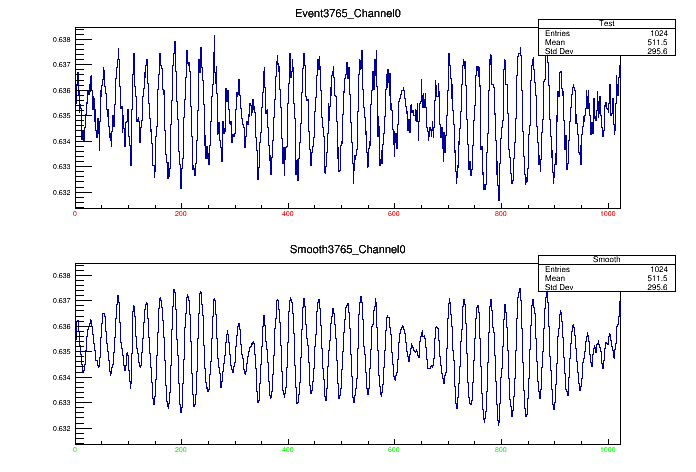 Event3765_Channel0
Test
Entries 1024
Mean 511.5
Std Dev 295.6
0.638
0.637
0.636
0.635
0.634
0.633
0.632
0 200 400 600 800 1000
Smooth3765_Channel0
Smooth
Entries 1024
Mean 511.5
Std Dev 295.6
0.638
0.637
0.636
0.635
0.634
0.633
0.632
0 200 400 600 800 1000